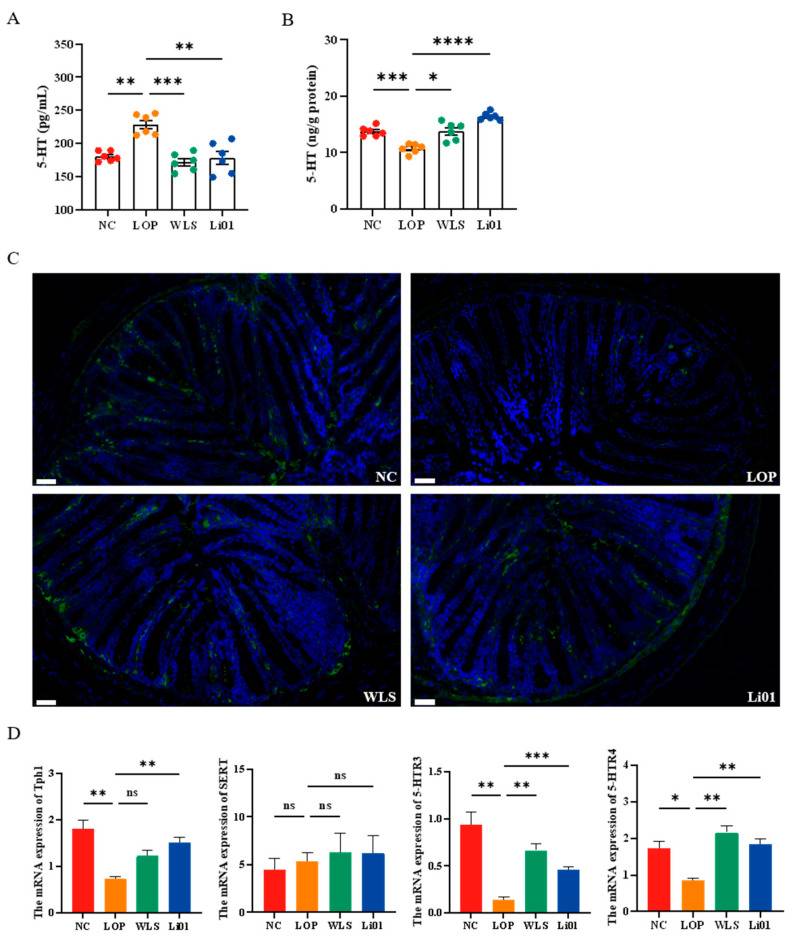 A
5-HT (pg/mL)
350
300
250
200
150
100
** ***
**
NC LOP WLS Li01
B
5-HT (ng/g protein)
30
20
10
0
*** *
****
NC LOP WLS Li01
C
NC
LOP
WLS
Li01
D
The mRNA expression of Tph1
3
2
1
0
** ns
**
NC LOP WLS Li01
The mRNA expression of SERT
15
10
5
0
ns ns
ns
NC LOP WLS Li01
The mRNA expression of 5-HTR3
1.5
1.0
0.5
0.0
** **
***
NC LOP WLS Li01
The mRNA expression of 5-HTR4
4
3
2
1
0
* **
**
NC LOP WLS Li01